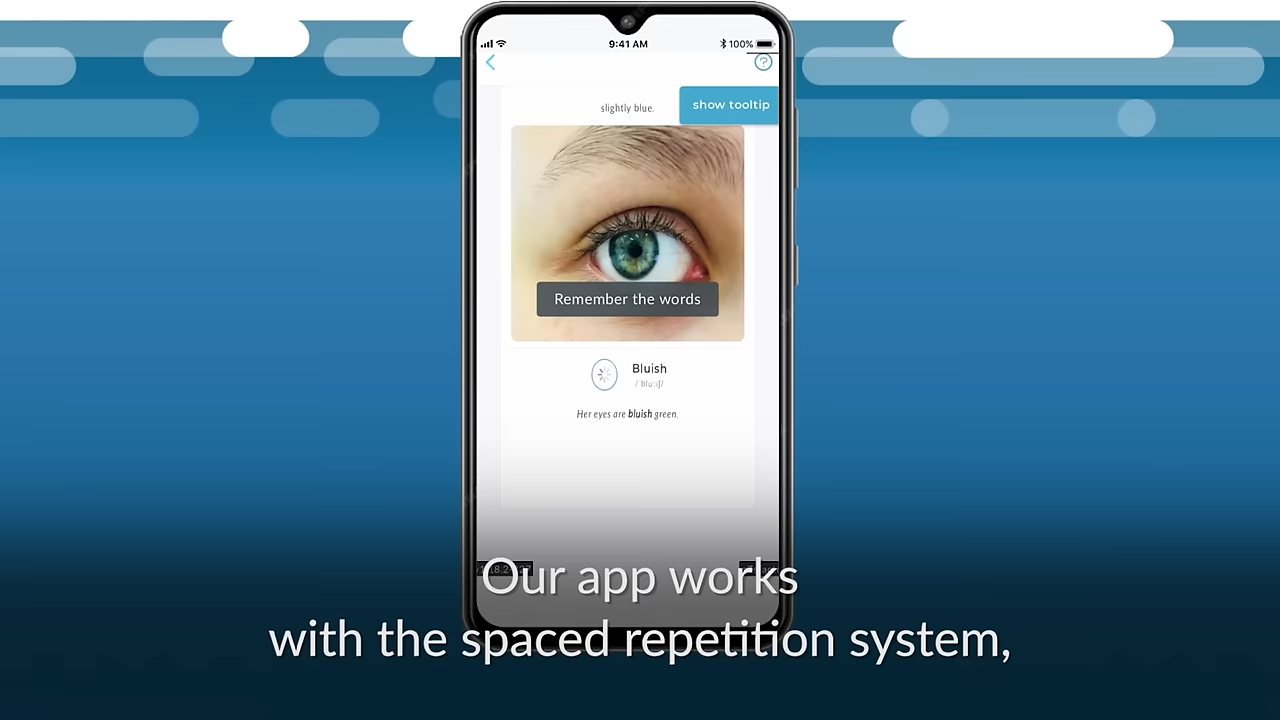 9:41 AM
100%
?
slightly blue.
show tooltip
Remember the words
Bluish
/ bluːɪʃ/
Her eyes are bluish green.
Our app works
with the spaced repetition system,